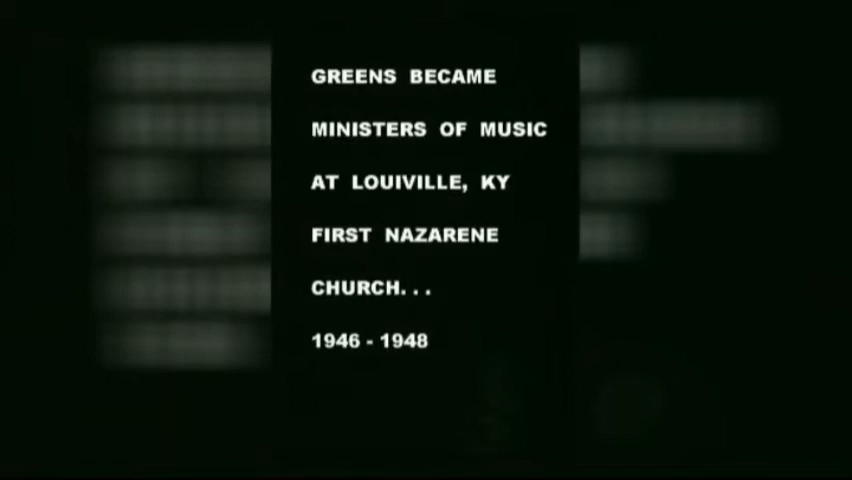 GREENS BECAME
MINISTERS OF MUSIC
AT LOUIVILLE, KY
FIRST NAZARENE
CHURCH. . .
1946 - 1948